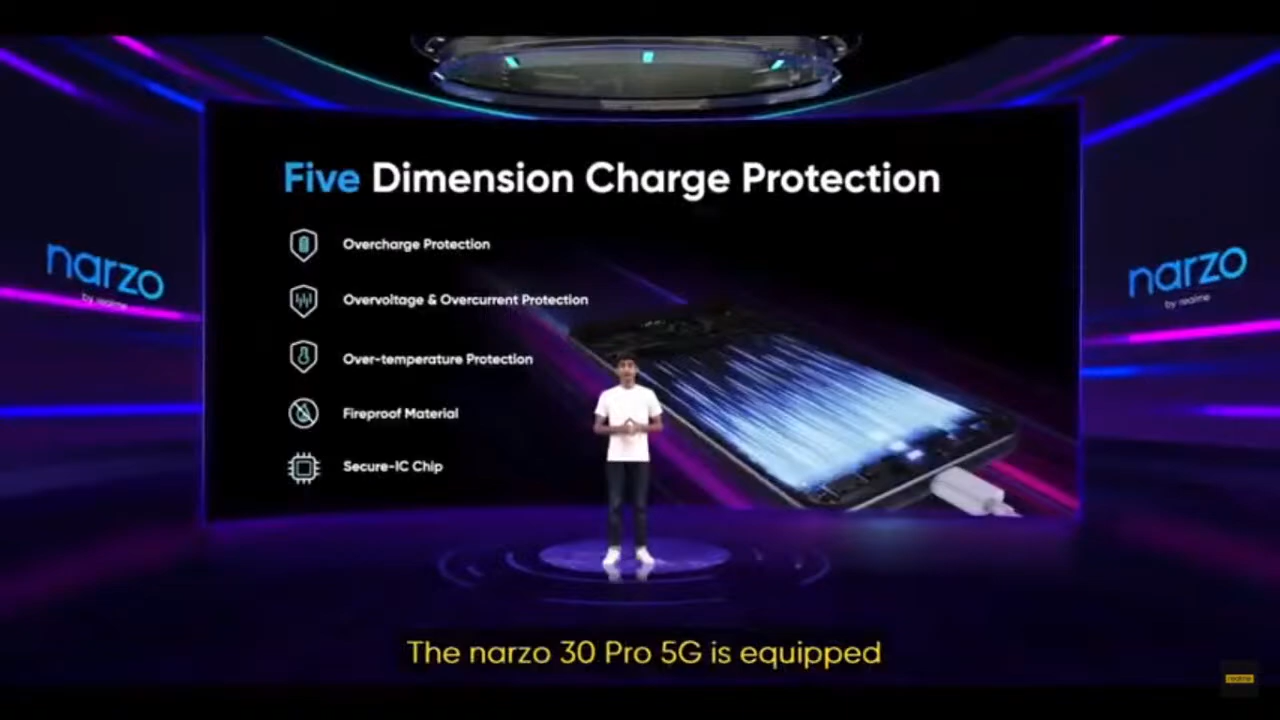 Five Dimension Charge Protection
Overcharge Protection
Overvoltage & Overcurrent Protection
Over-temperature Protection
Fireproof Material
Secure-IC Chip
narzo
by realme
narzo
by realme
The narzo 30 Pro 5G is equipped
realme